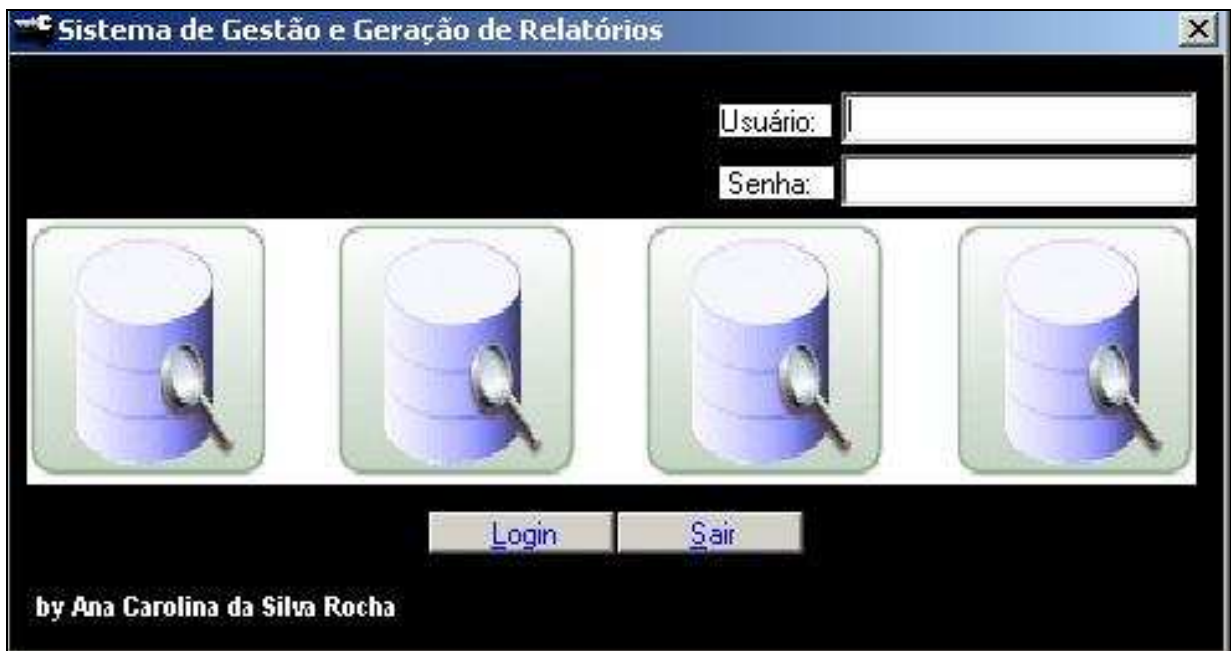 Sistema de Gestão e Geração de Relatórios
Usuário:
Senha:
Login Sair
by Ana Carolina da Silva Rocha